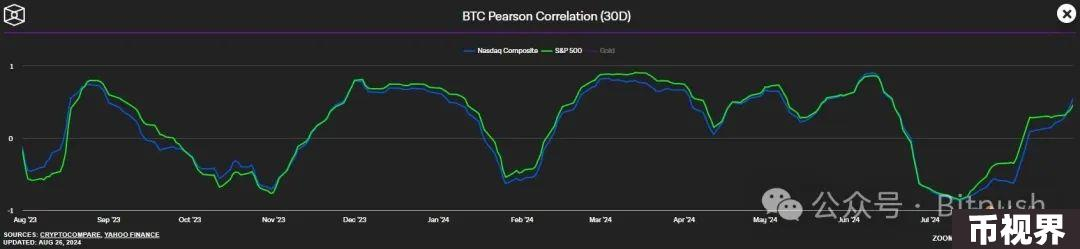 BTC Pearson Correlation (30D)
Nasdaq Composite S&P 500 Gold
1
0
-1
Aug '23 Sep '23 Oct '23 Nov '23 Dec '23 Jan '24 Feb '24 Mar '24 Apr '24 May '24 Jun '24 Jul '24
公众号 · Bitpush
币视界
SOURCES: CRYPTOCOMPARE, YAHOO FINANCE
UPDATED: AUG 26, 2024
ZOOM